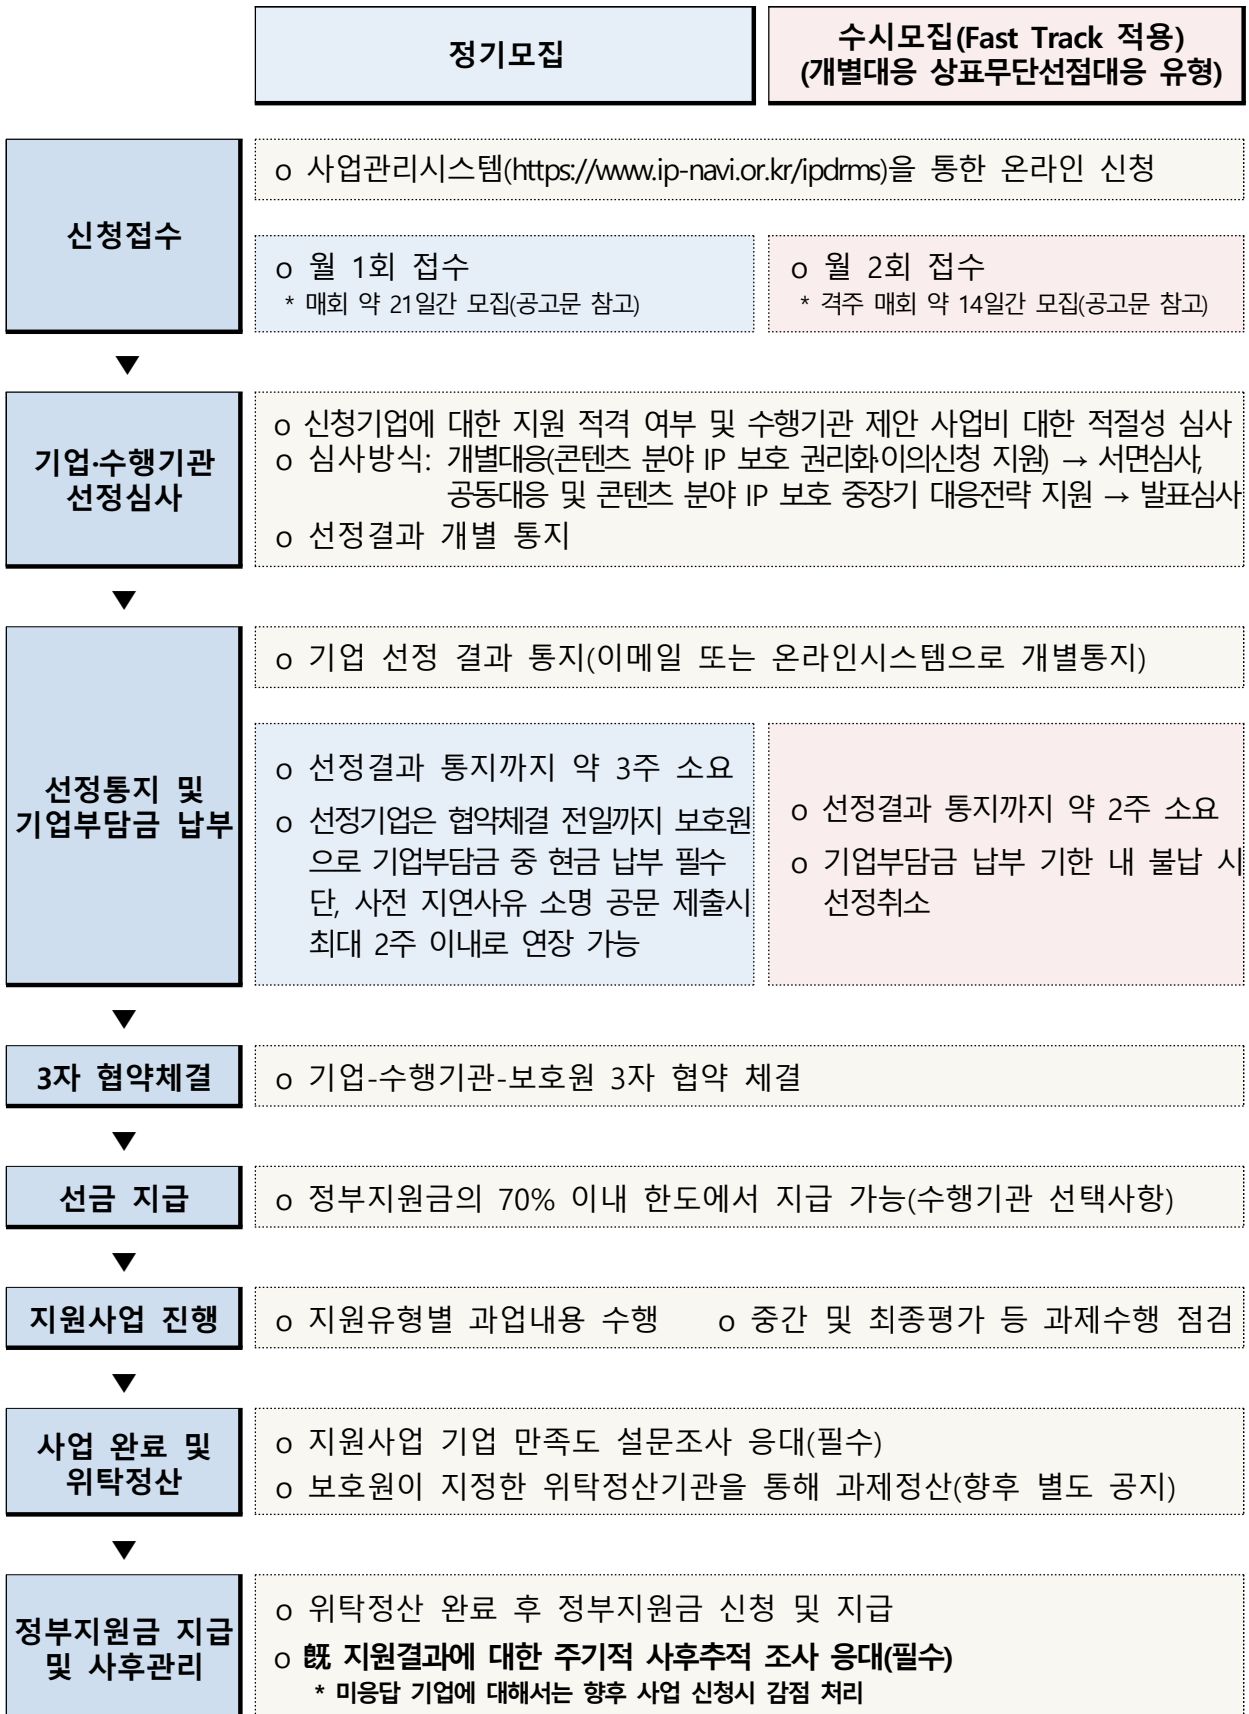 정기모집
수시모집(Fast Track 적용)
(개별대응 상표무단선점대응 유형)
신청접수
o 사업관리시스템(https://www.ip-navi.or.kr/ipdrms)을 통한 온라인 신청
o 월 1회 접수
* 매회 약 21일간 모집(공고문 참고)
o 월 2회 접수
* 격주 매회 약 14일간 모집(공고문 참고)
▼
기업·수행기관
선정심사
o 신청기업에 대한 지원 적격 여부 및 수행기관 제안 사업비 대한 적절성 심사
o 심사방식: 개별대응(콘텐츠 분야 IP 보호 권리화·이의신청 지원) → 서면심사,
공동대응 및 콘텐츠 분야 IP 보호 중장기 대응전략 지원 → 발표심사
o 선정결과 개별 통지
▼
선정통지 및
기업부담금 납부
o 기업 선정 결과 통지(이메일 또는 온라인시스템으로 개별통지)
o 선정결과 통지까지 약 3주 소요
o 선정기업은 협약체결 전일까지 보호원
으로 기업부담금 중 현금 납부 필수
단, 사전 지연사유 소명 공문 제출시
최대 2주 이내로 연장 가능
o 선정결과 통지까지 약 2주 소요
o 기업부담금 납부 기한 내 불납 시
선정취소
▼
3자 협약체결
o 기업-수행기관-보호원 3자 협약 체결
▼
선금 지급
o 정부지원금의 70% 이내 한도에서 지급 가능(수행기관 선택사항)
▼
지원사업 진행
o 지원유형별 과업내용 수행 o 중간 및 최종평가 등 과제수행 점검
▼
사업 완료 및
위탁정산
o 지원사업 기업 만족도 설문조사 응대(필수)
o 보호원이 지정한 위탁정산기관을 통해 과제정산(향후 별도 공지)
▼
정부지원금 지급
및 사후관리
o 위탁정산 완료 후 정부지원금 신청 및 지급
o 旣 지원결과에 대한 주기적 사후추적 조사 응대(필수)
* 미응답 기업에 대해서는 향후 사업 신청시 감점 처리